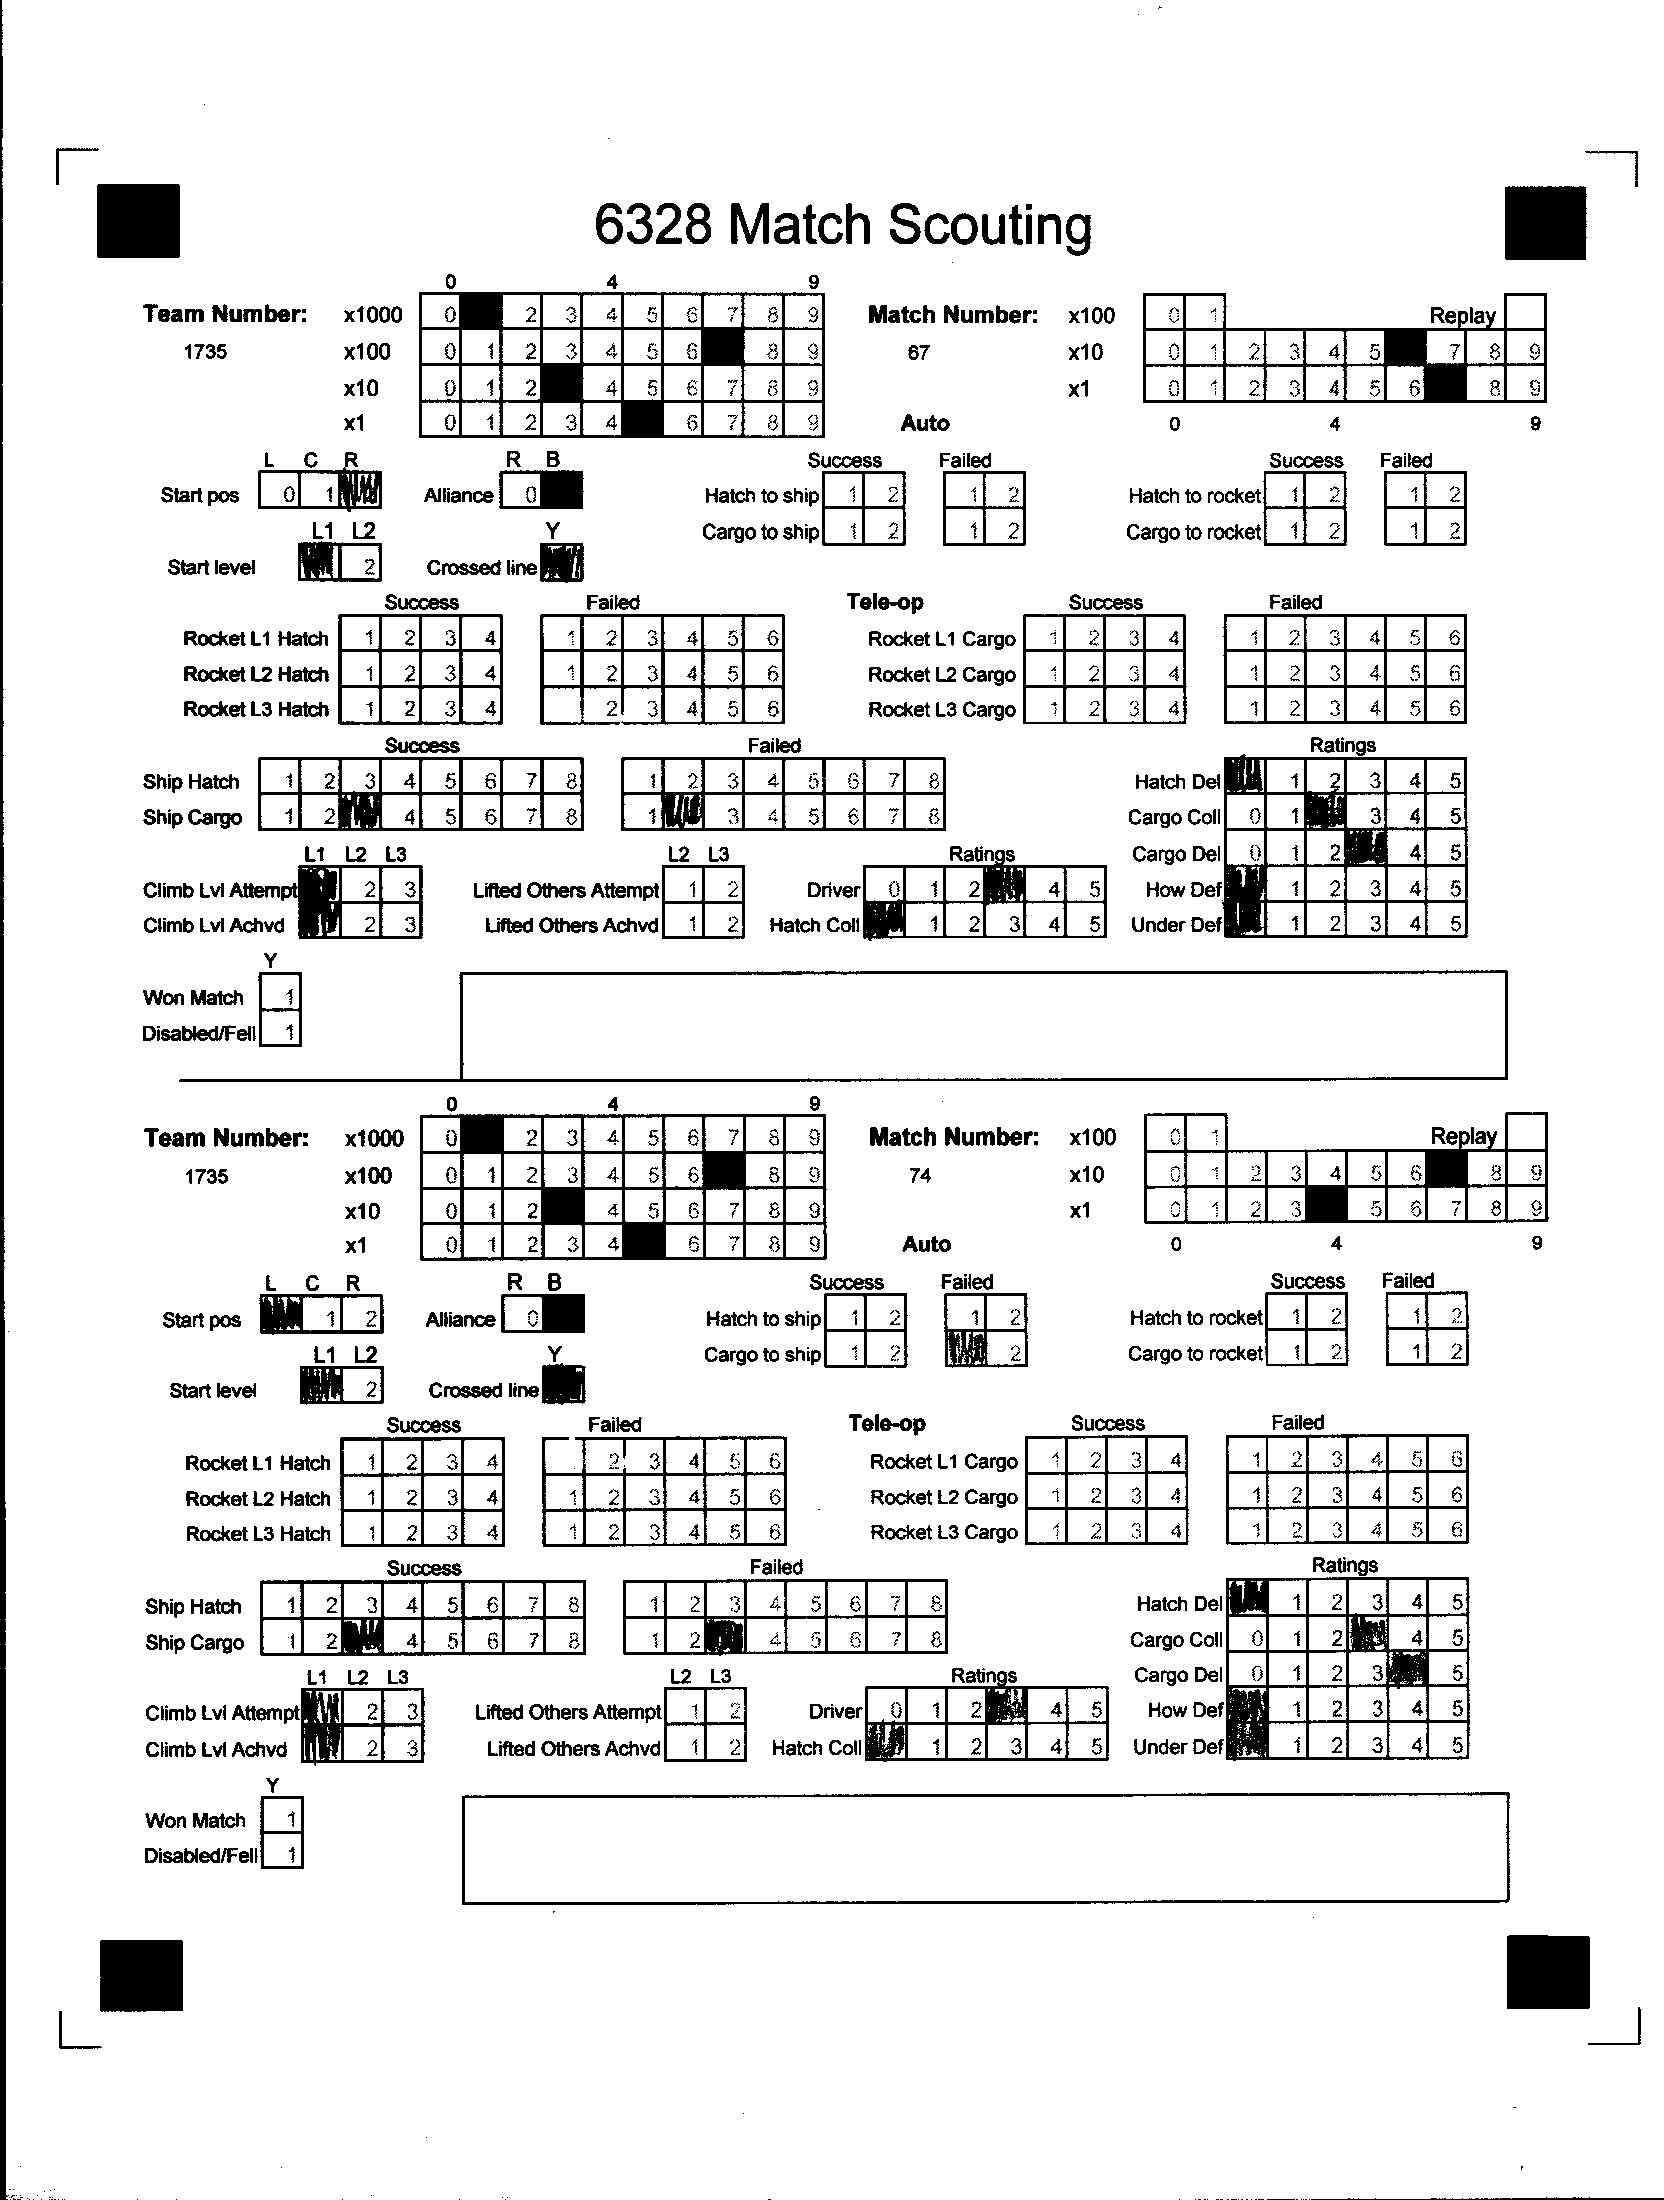 6328 Match Scouting
0 4 9
Team Number: x1000 0 2 3 4 5 6 7 8 9 Match Number: x100 0 1 Replay
1735 x100 0 1 2 3 4 5 6 8 9 67 x10 0 1 2 3 4 5 7 8 9
x10 0 1 2 4 5 6 7 8 9 x1 0 1 2 3 4 5 6 8 9
x1 0 1 2 3 4 6 7 8 9 Auto 0 4 9
L C R R B Success Failed Success Failed
Start pos 0 1 Alliance 0 Hatch to ship 1 2 1 2 Hatch to rocket 1 2 1 2
L1 L2 Y Cargo to ship 1 2 1 2 Cargo to rocket 1 2 1 2
Start level 2 Crossed line
Success Failed Tele-op Success Failed
Rocket L1 Hatch 1 2 3 4 1 2 3 4 5 6 Rocket L1 Cargo 1 2 3 4 1 2 3 4 5 6
Rocket L2 Hatch 1 2 3 4 1 2 3 4 5 6 Rocket L2 Cargo 1 2 3 4 1 2 3 4 5 6
Rocket L3 Hatch 1 2 3 4 2 3 4 5 6 Rocket L3 Cargo 1 2 3 4 1 2 3 4 5 6
Success Failed Ratings
Ship Hatch 1 2 3 4 5 6 7 8 1 2 3 4 5 6 7 8 Hatch Del 1 2 3 4 5
Ship Cargo 1 2 4 5 6 7 8 1 3 4 5 6 7 8 Cargo Coll 0 1 3 4 5
L1 L2 L3 L2 L3 Ratings Cargo Del 0 1 2 4 5
Climb Lvl Attempt 2 3 Lifted Others Attempt 1 2 Driver 0 1 2 4 5 How Def 1 2 3 4 5
Climb Lvl Achvd 2 3 Lifted Others Achvd 1 2 Hatch Coll 1 2 3 4 5 Under Def 1 2 3 4 5
Y
Won Match 1
Disabled/Fell 1
0 4 9
Team Number: x1000 0 2 3 4 5 6 7 8 9 Match Number: x100 0 1 Replay
1735 x100 0 1 2 3 4 5 6 8 9 74 x10 0 1 2 3 4 5 6 8 9
x10 0 1 2 4 5 6 7 8 9 x1 0 1 2 3 5 6 7 8 9
x1 0 1 2 3 4 6 7 8 9 Auto 0 4 9
L C R R B Success Failed Success Failed
Start pos 1 2 Alliance 0 Hatch to ship 1 2 1 2 Hatch to rocket 1 2 1 2
L1 L2 Y Cargo to ship 1 2 2 Cargo to rocket 1 2 1 2
Start level 2 Crossed line
Success Failed Tele-op Success Failed
Rocket L1 Hatch 1 2 3 4 2 3 4 5 6 Rocket L1 Cargo 1 2 3 4 1 2 3 4 5 6
Rocket L2 Hatch 1 2 3 4 1 2 3 4 5 6 Rocket L2 Cargo 1 2 3 4 1 2 3 4 5 6
Rocket L3 Hatch 1 2 3 4 1 2 3 4 5 6 Rocket L3 Cargo 1 2 3 4 1 2 3 4 5 6
Success Failed Ratings
Ship Hatch 1 2 3 4 5 6 7 8 1 2 3 4 5 6 7 8 Hatch Del 1 2 3 4 5
Ship Cargo 1 2 4 5 6 7 8 1 2 4 5 6 7 8 Cargo Coll 0 1 2 4 5
L1 L2 L3 L2 L3 Ratings Cargo Del 0 1 2 3 5
Climb Lvl Attempt 2 3 Lifted Others Attempt 1 2 Driver 0 1 2 4 5 How Def 1 2 3 4 5
Climb Lvl Achvd 2 3 Lifted Others Achvd 1 2 Hatch Coll 1 2 3 4 5 Under Def 1 2 3 4 5
Y
Won Match 1
Disabled/Fell 1